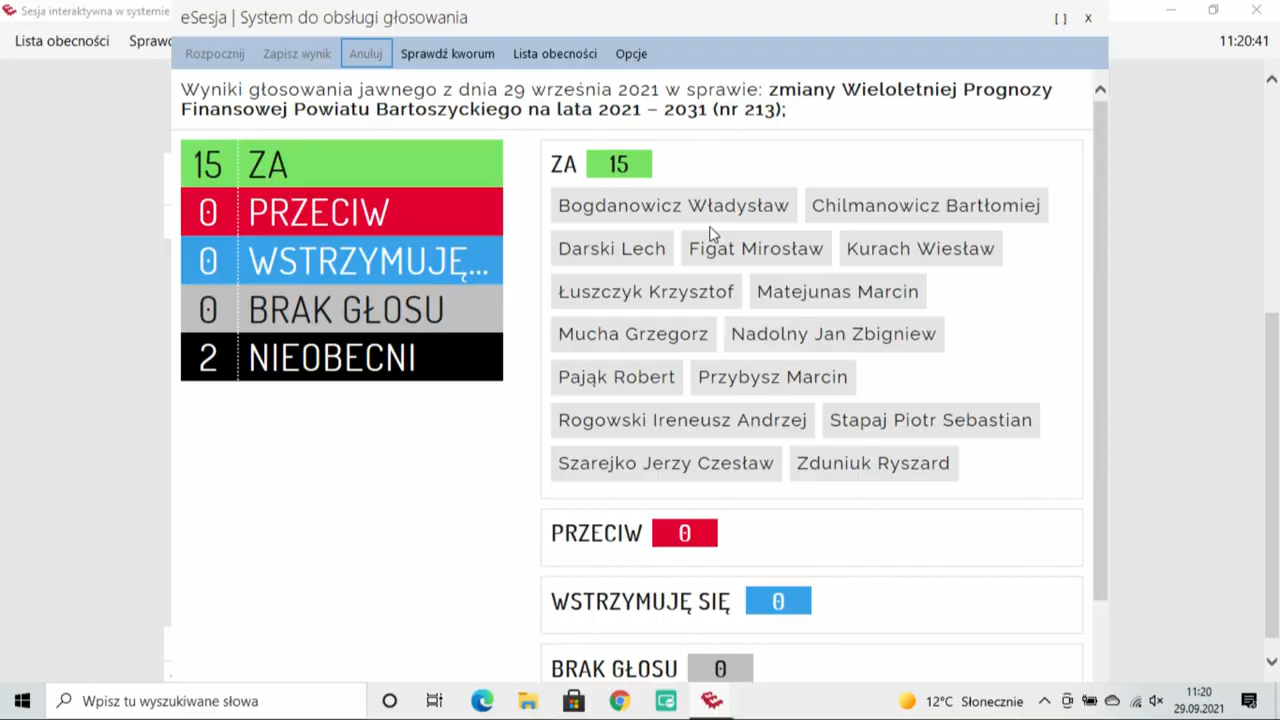 Sesja interaktywna w systemie
eSesja | System do obsługi głosowania
[ ] x
Lista obecności
Rozpocznij Zapisz wynik Anuluj Sprawdź kworum Lista obecności Opcje
11:20:41
Wyniki głosowania jawnego z dnia 29 września 2021 w sprawie: zmiany Wieloletniej Prognozy
Finansowej Powiatu Bartoszyckiego na lata 2021 – 2031 (nr 213);
15 ZA
0 PRZECIW
0 WSTRZYMUJĘ...
0 BRAK GŁOSU
2 NIEOBECNI
ZA 15
Bogdanowicz Władysław Chilmanowicz Bartłomiej
Darski Lech Figat Mirosław Kurach Wiesław
Łuszczyk Krzysztof Matejunas Marcin
Mucha Grzegorz Nadolny Jan Zbigniew
Pająk Robert Przybysz Marcin
Rogowski Ireneusz Andrzej Stapaj Piotr Sebastian
Szarejko Jerzy Czesław Zduniuk Ryszard
PRZECIW 0
WSTRZYMUJĘ SIĘ 0
BRAK GŁOSU 0
Wpisz tu wyszukiwane słowa
12°C Słonecznie
11:20
29.09.2021